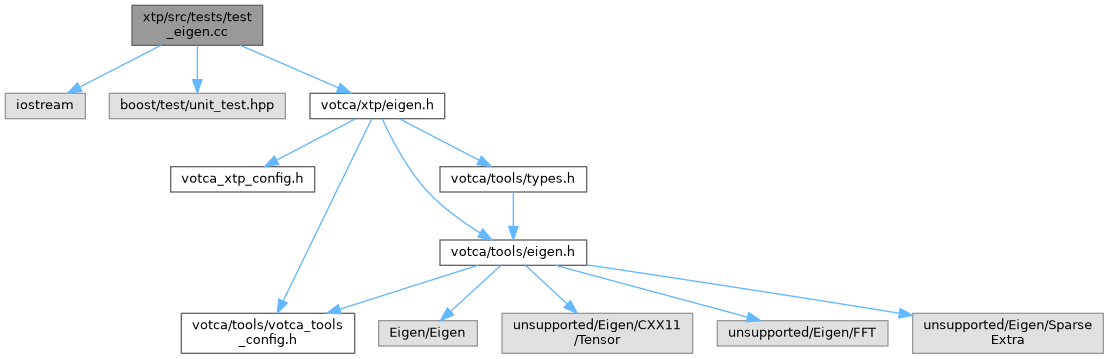 xtp/src/tests/test
_eigen.cc
iostream
boost/test/unit_test.hpp
votca/xtp/eigen.h
votca_xtp_config.h
votca/tools/types.h
votca/tools/eigen.h
votca/tools/votca_tools
_config.h
Eigen/Eigen
unsupported/Eigen/CXX11
/Tensor
unsupported/Eigen/FFT
unsupported/Eigen/Sparse
Extra